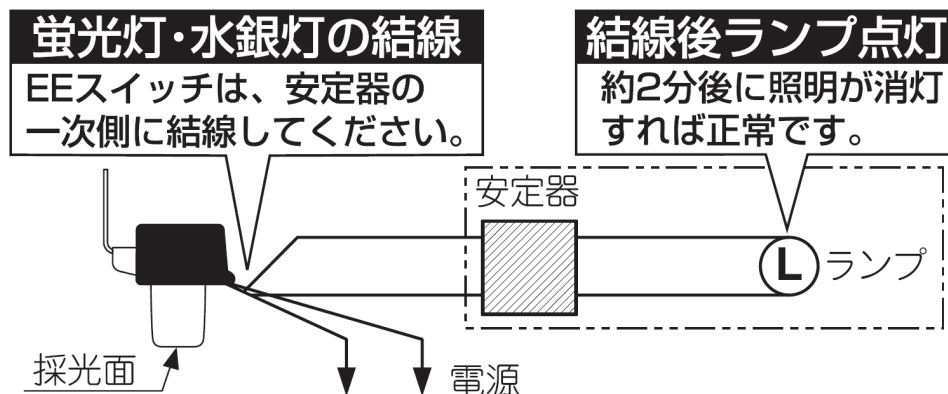 蛍光灯・水銀灯の結線
EEスイッチは、安定器の
一次側に結線してください。
結線後ランプ点灯
約2分後に照明が消灯
すれば正常です。
安定器
L
ランプ
採光面
電源